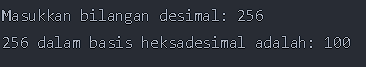 Masukkan bilangan desimal: 256
256 dalam basis heksadesimal adalah: 100